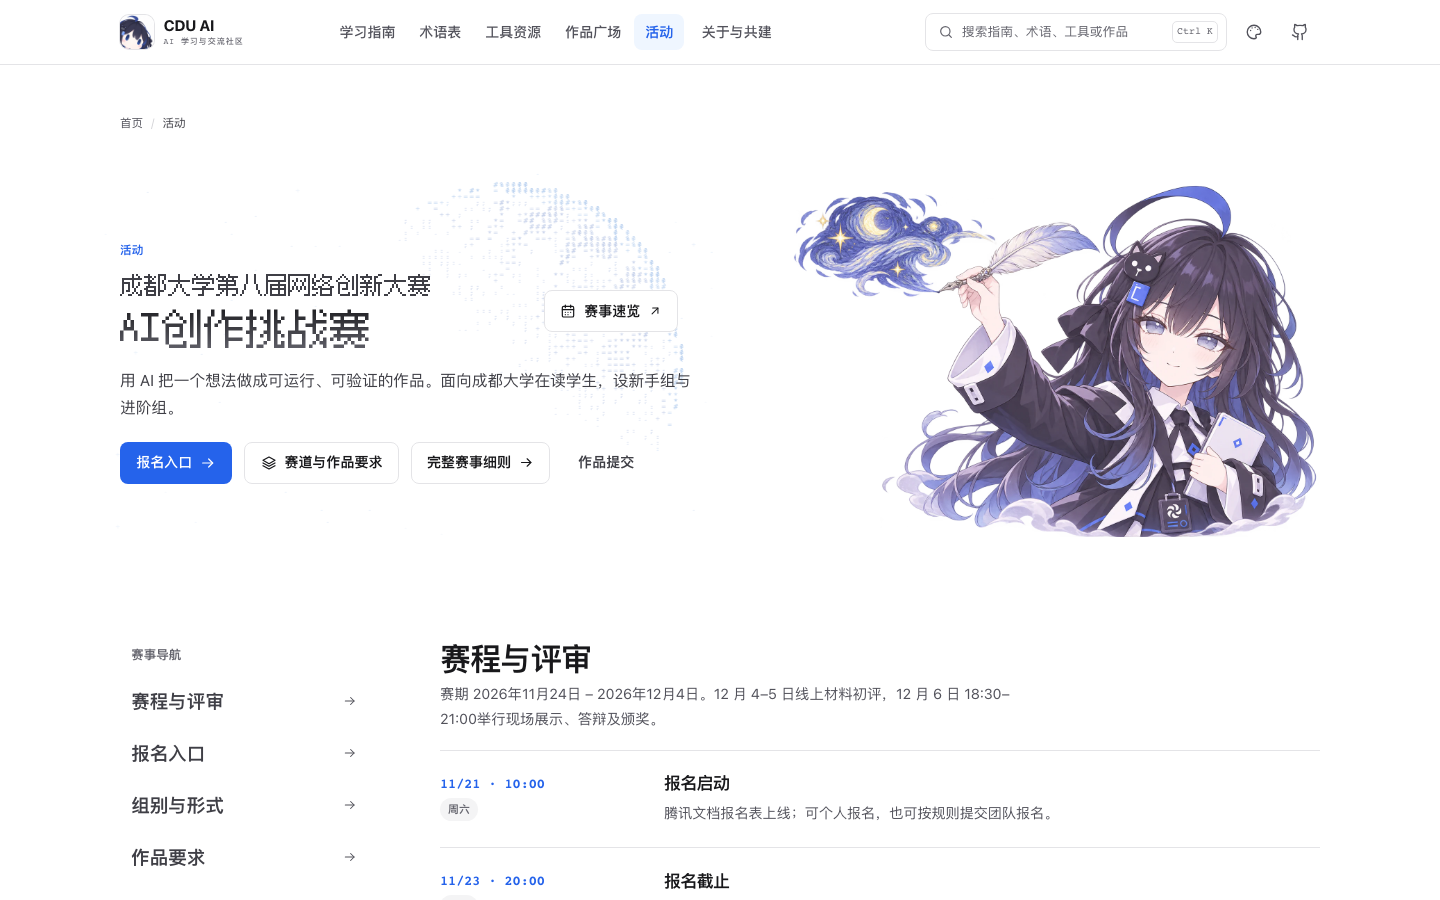 CDU AI
AI 学习与交流社区
学习指南 术语表 工具资源 作品广场 活动 关于与共建
搜索指南、术语、工具或作品 Ctrl K
首页 / 活动
活动
成都大学第八届网络创新大赛
AI创作挑战赛
赛事速览
用 AI 把一个想法做成可运行、可验证的作品。面向成都大学在读学生，设新手组与
进阶组。
报名入口 赛道与作品要求 完整赛事细则 作品提交
赛事导航
赛程与评审
报名入口
组别与形式
作品要求
赛程与评审
赛期 2026年11月24日 – 2026年12月4日。12 月 4–5 日线上材料初评，12 月 6 日 18:30–
21:00举行现场展示、答辩及颁奖。
11/21 · 10:00
周六
报名启动
腾讯文档报名表上线；可个人报名，也可按规则提交团队报名。
11/23 · 20:00
报名截止